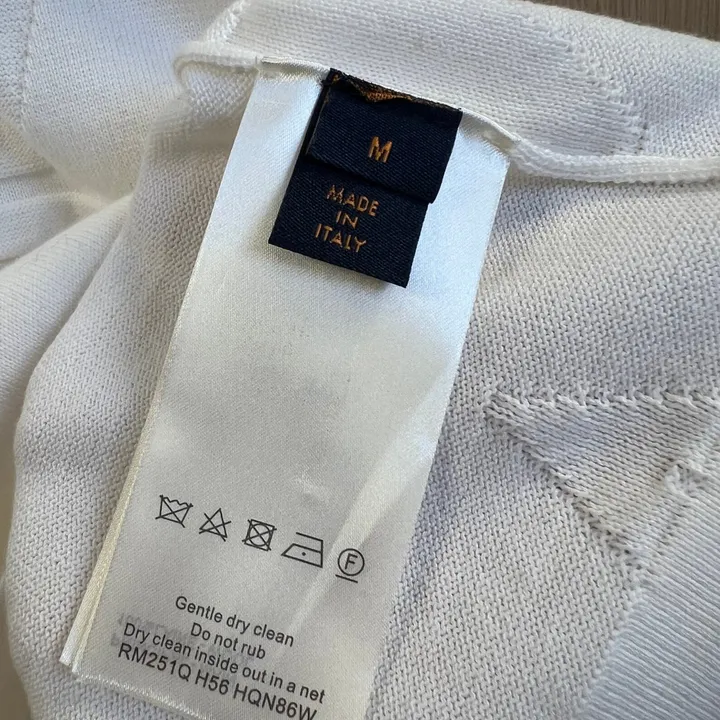 M
MADE
IN
ITALY
F
Gentle dry clean
Do not rub
Dry clean inside out in a net
RM251Q H56 HQN86W